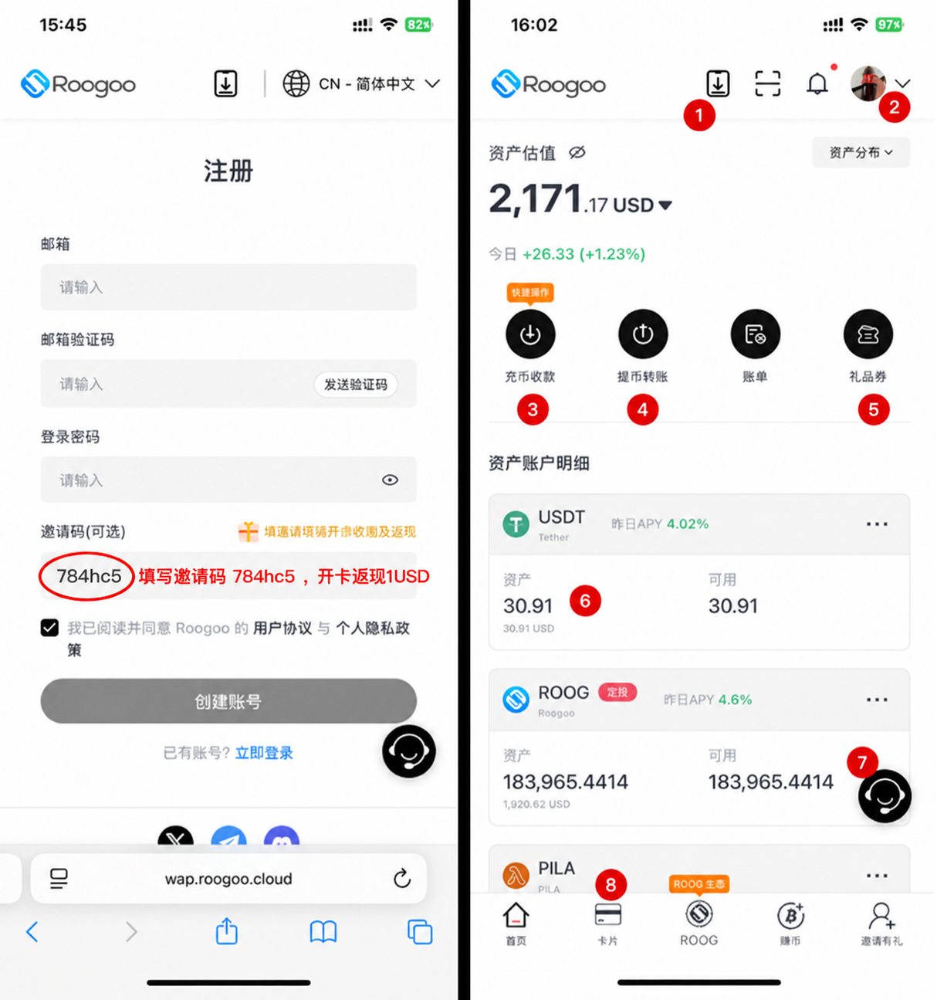 15:45
82%
Roogoo
CN - 简体中文
注册
邮箱
请输入
邮箱验证码
请输入
发送验证码
登录密码
请输入
邀请码(可选)
784hc5
填写邀请码 784hc5 ，开卡返现1USD
我已阅读并同意 Roogoo 的 用户协议 与 个人隐私政
策
创建账号
已有账号? 立即登录
wap.roogoo.cloud
16:02
97%
Roogoo
1
2
资产估值
资产分布
2,171.17 USD
今日 +26.33 (+1.23%)
快捷操作
充币收款
提币转账
账单
礼品券
3
4
5
资产账户明细
USDT
Tether
昨日APY 4.02%
资产
可用
30.91
6
30.91
30.91 USD
ROOG
定投
Roogoo
昨日APY 4.6%
资产
可用
7
183,965.4414
183,965.4414
1,920.62 USD
PILA
PILA
8
ROOG 生态
首页
卡片
ROOG
赚币
邀请有礼